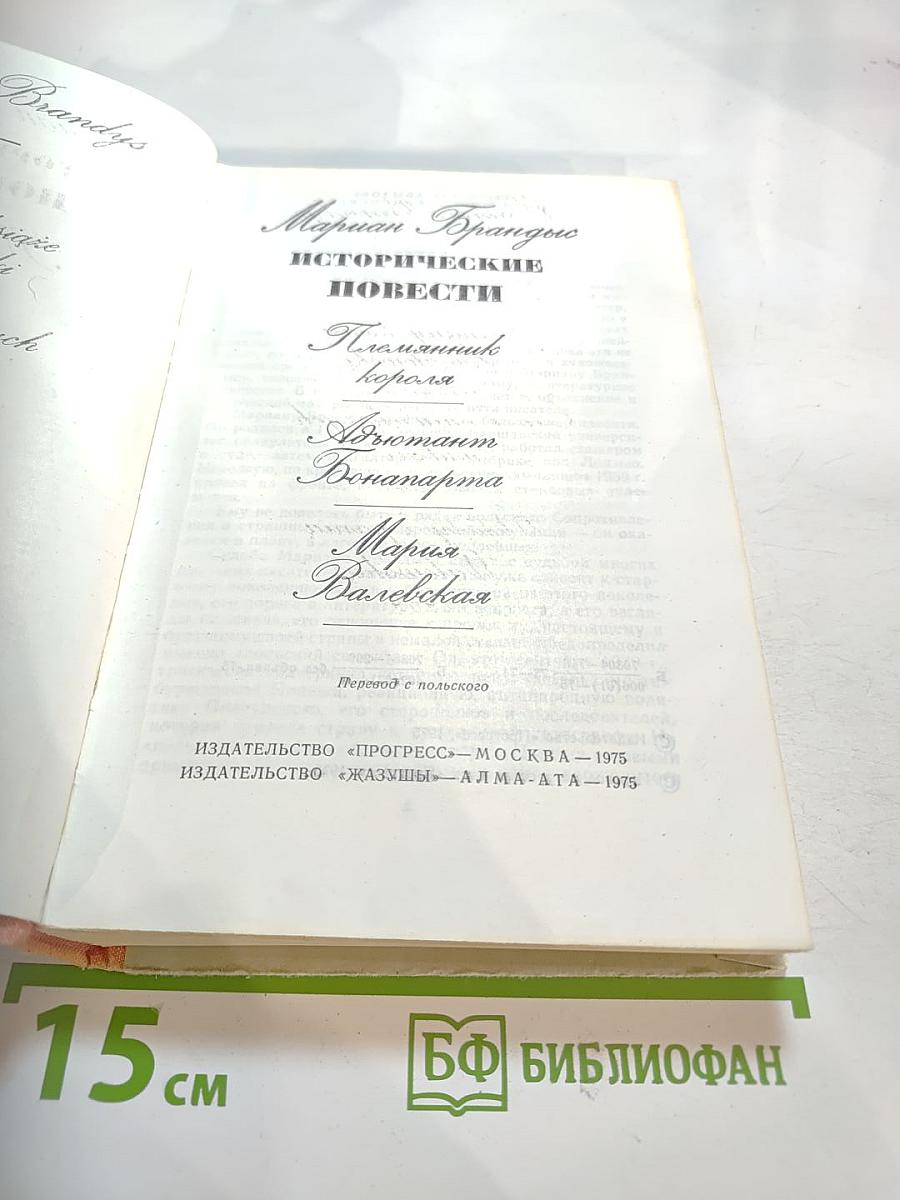 Brandys
Мариан Брандыс
ИСТОРИЧЕСКИЕ
ПОВЕСТИ
Племянник
короля
Адъютант
Бонапарта
Мария
Валевская
Перевод с польского
ИЗДАТЕЛЬСТВО «ПРОГРЕСС»—МОСКВА—1975
ИЗДАТЕЛЬСТВО «ЖАЗУШЫ»—АЛМА-АТА—1975
15 см
БФ БИБЛИОФАН